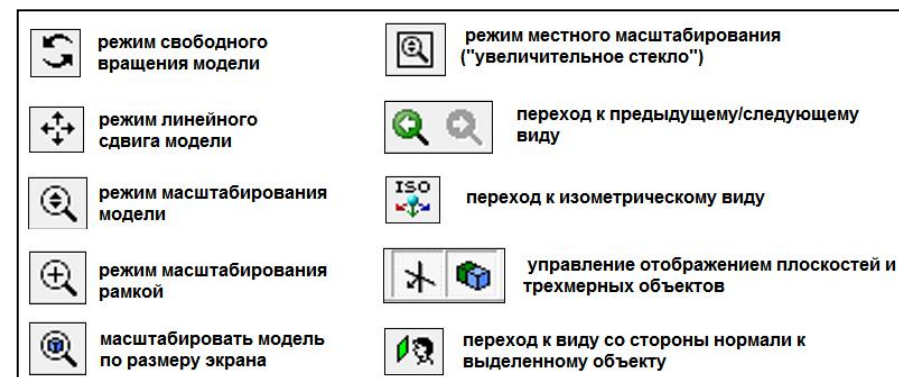 режим свободного
вращения модели
режим линейного
сдвига модели
режим масштабирования
модели
режим масштабирования
рамкой
масштабировать модель
по размеру экрана
режим местного масштабирования
("увеличительное стекло")
переход к предыдущему/следующему
виду
ISO
переход к изометрическому виду
управление отображением плоскостей и
трехмерных объектов
переход к виду со стороны нормали к
выделенному объекту